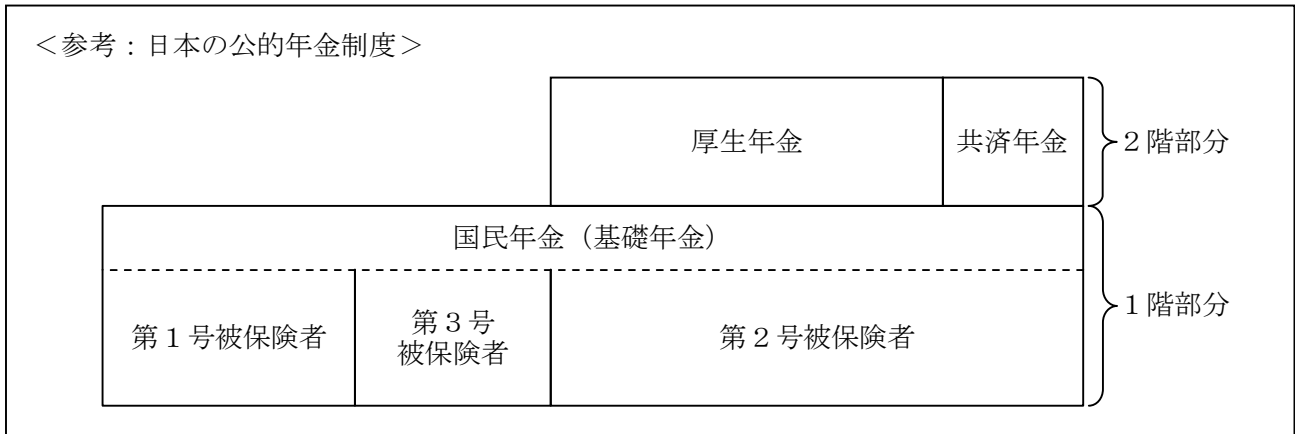 ＜参考：日本の公的年金制度＞
厚生年金
共済年金
２階部分
国民年金（基礎年金）
第１号被保険者
第３号
被保険者
第２号被保険者
１階部分